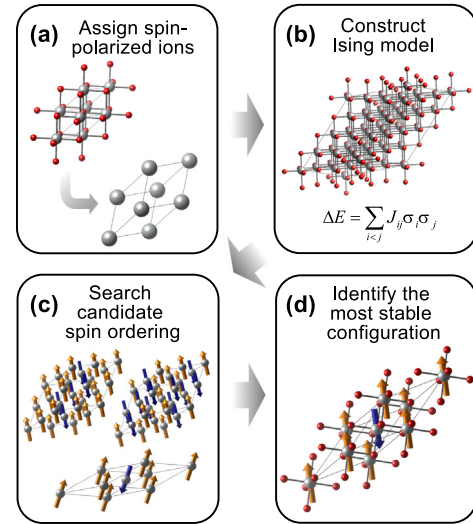 (a) Assign spin-
polarized ions
(b) Construct
Ising model
ΔE = ∑ J_{ij}σ_iσ_j
i<j
(c) Search
candidate
spin ordering
(d) Identify the
most stable
configuration